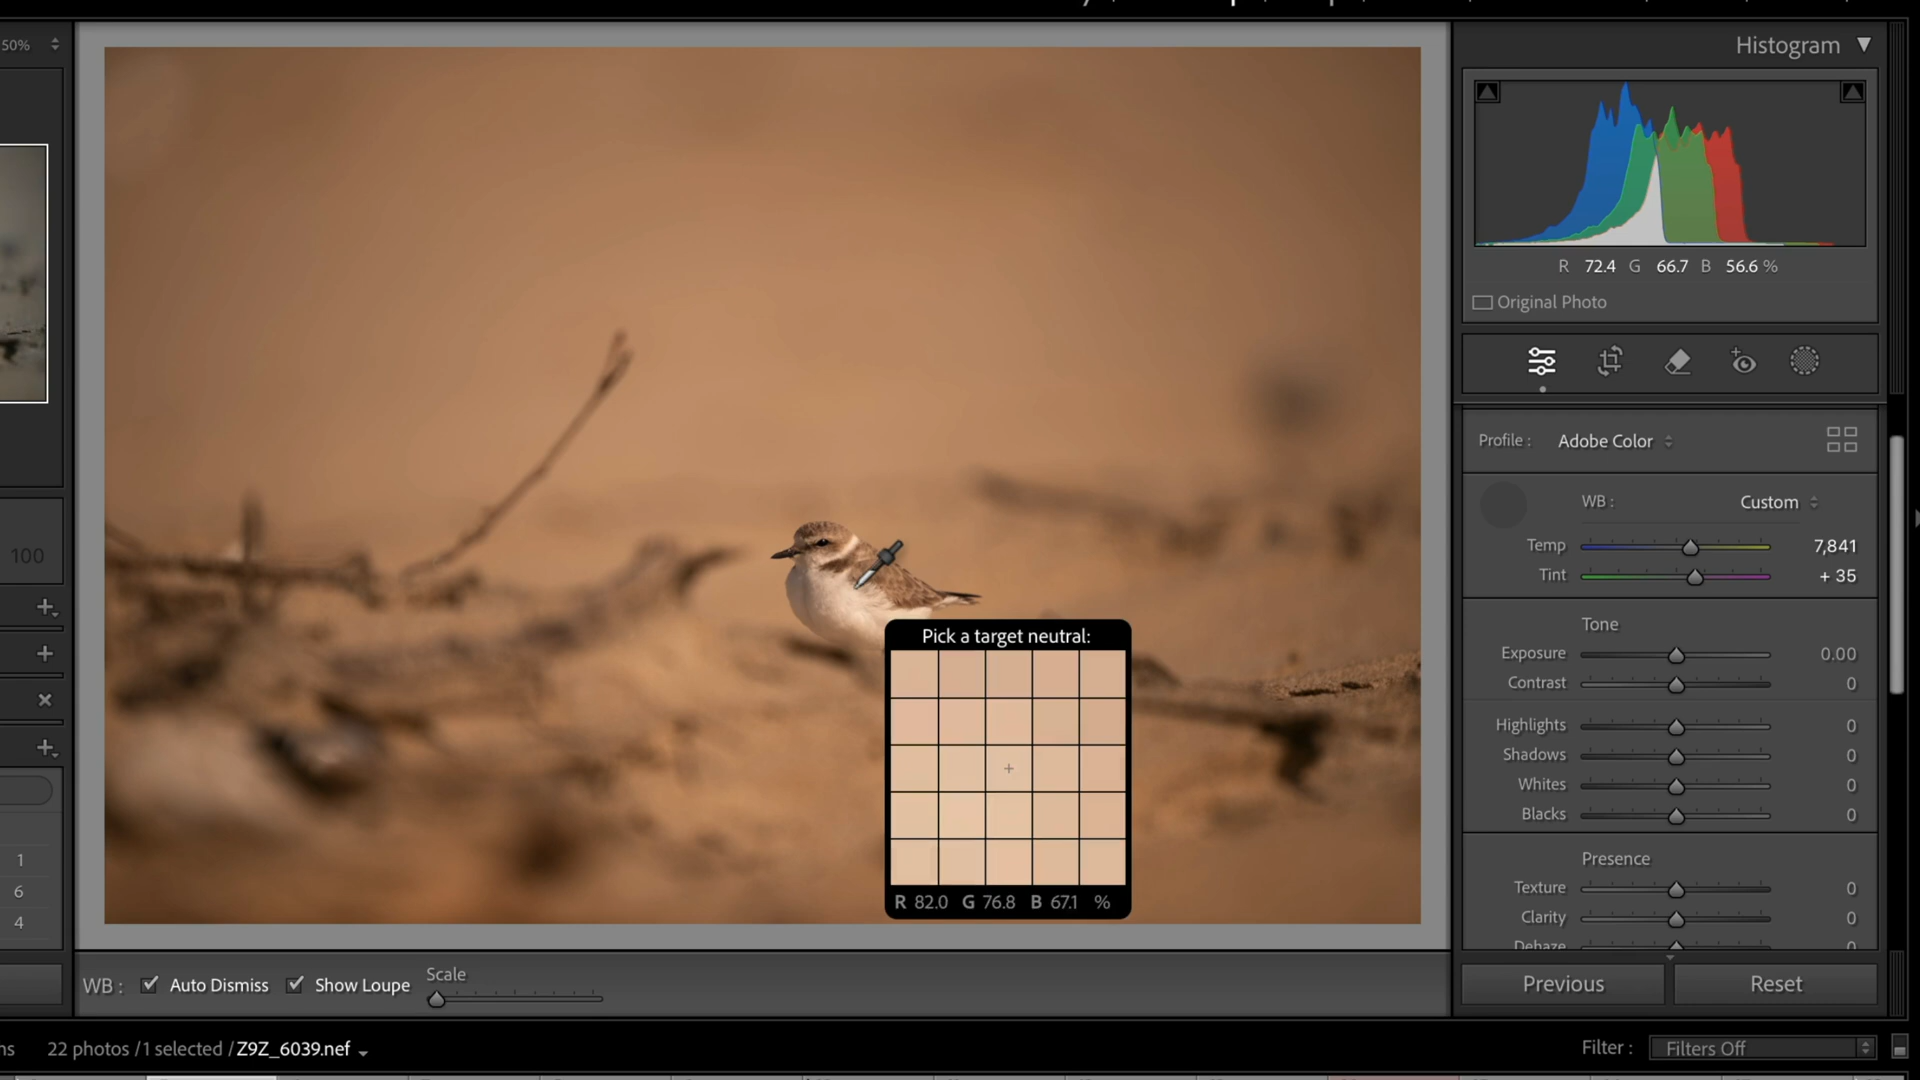 50%
Histogram
R 72.4 G 66.7 B 56.6 %
Original Photo
Profile : Adobe Color
WB : Custom
Temp 7,841
Tint + 35
100
Tone
Exposure 0.00
Contrast 0
Highlights 0
Shadows 0
Whites 0
Blacks 0
Presence
Texture 0
Clarity 0
Dehaze 0
Pick a target neutral:
R 82.0 G 76.8 B 67.1 %
1
6
4
WB : Auto Dismiss Show Loupe Scale
Previous Reset
ns 22 photos / 1 selected / Z9Z_6039.nef
Filter : Filters Off